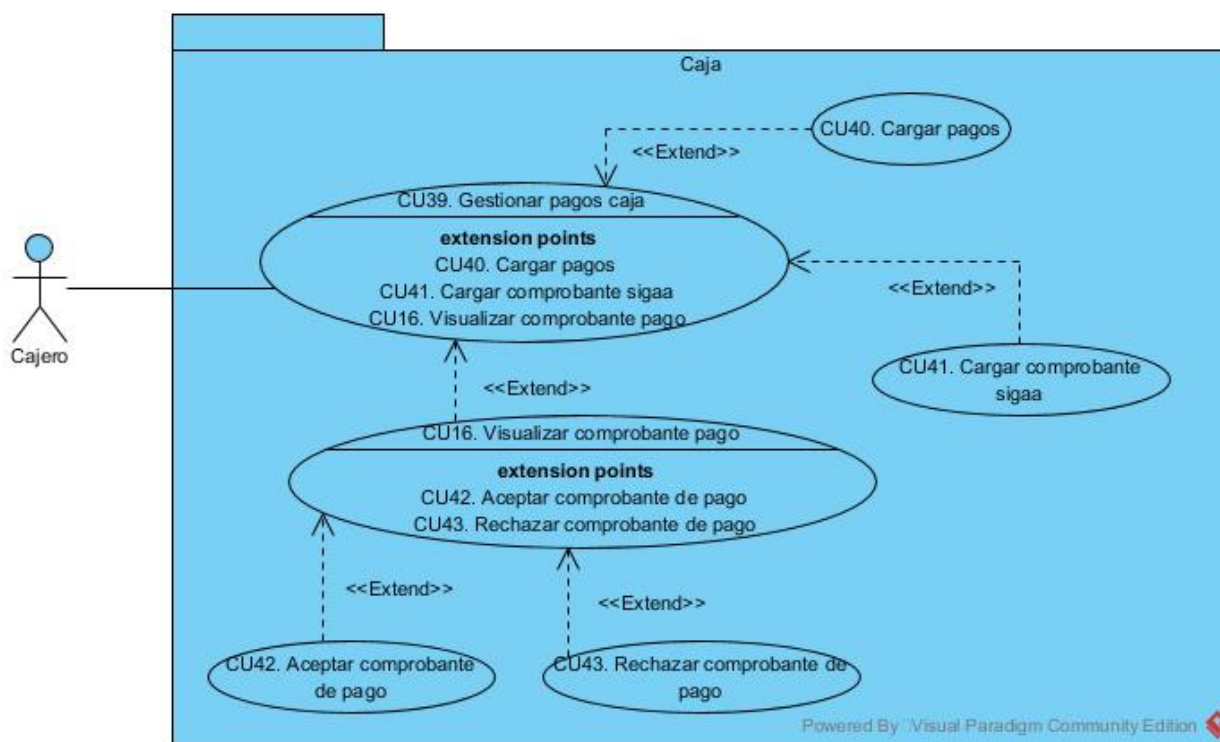 Caja
CU40. Cargar pagos
<<Extend>>
CU39. Gestionar pagos caja
extension points
CU40. Cargar pagos
CU41. Cargar comprobante sigaa
CU16. Visualizar comprobante pago
<<Extend>>
Cajero
CU41. Cargar comprobante
sigaa
<<Extend>>
CU16. Visualizar comprobante pago
extension points
CU42. Aceptar comprobante de pago
CU43. Rechazar comprobante de pago
<<Extend>>
<<Extend>>
CU42. Aceptar comprobante
de pago
CU43. Rechazar comprobante de
pago
Powered By Visual Paradigm Community Edition